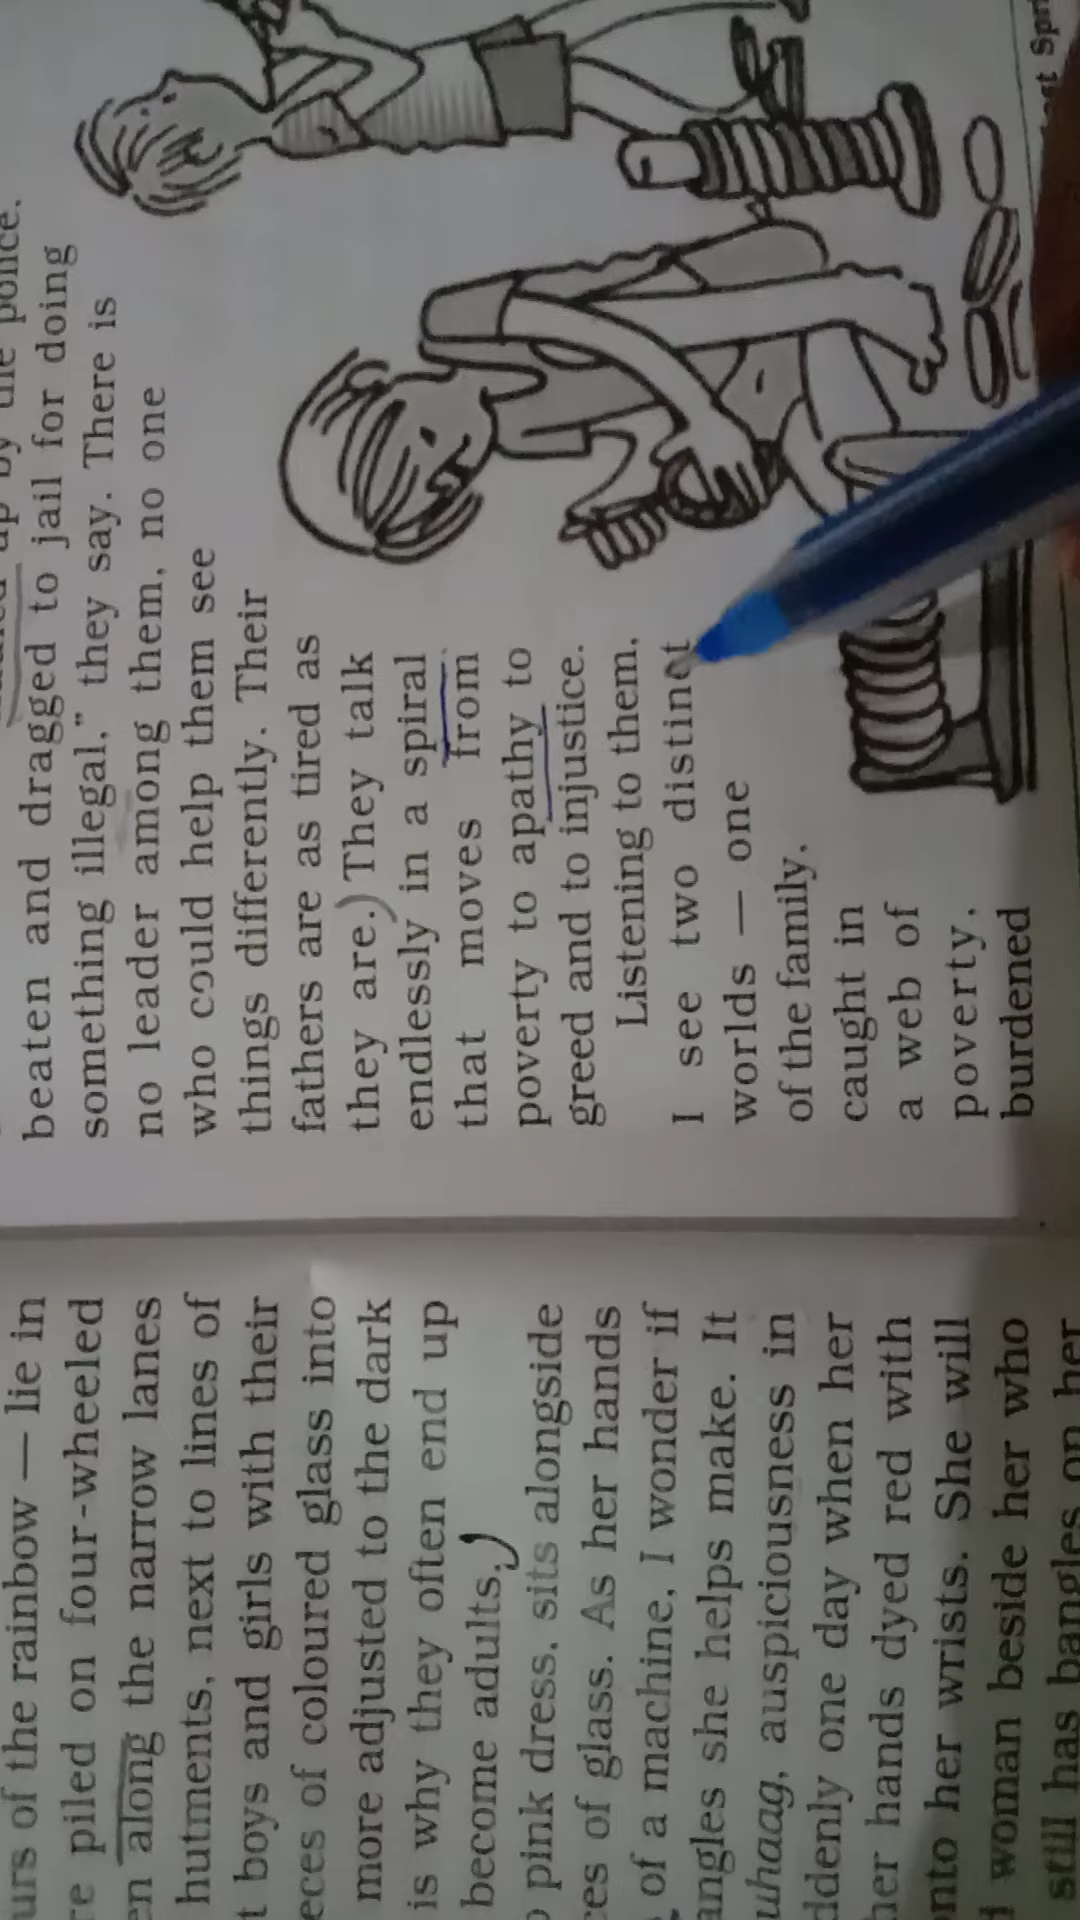 urs of the rainbow — lie in
re piled on four-wheeled
en along the narrow lanes
hutments, next to lines of
t boys and girls with their
eces of coloured glass into
more adjusted to the dark
is why they often end up
become adults.
pink dress, sits alongside
ces of glass. As her hands
of a machine, I wonder if
angles she helps make. It
uhaag, auspiciousness in
ddenly one day when her
her hands dyed red with
onto her wrists. She will
woman beside her who
still has bangles on her
up by the police.
beaten and dragged to jail for doing
something illegal," they say. There is
no leader among them, no one
who could help them see
things differently. Their
fathers are as tired as
they are. They talk
endlessly in a spiral
that moves from
poverty to apathy to
greed and to injustice.
Listening to them,
I see two distinct
worlds — one
of the family,
caught in
a web of
poverty,
burdened